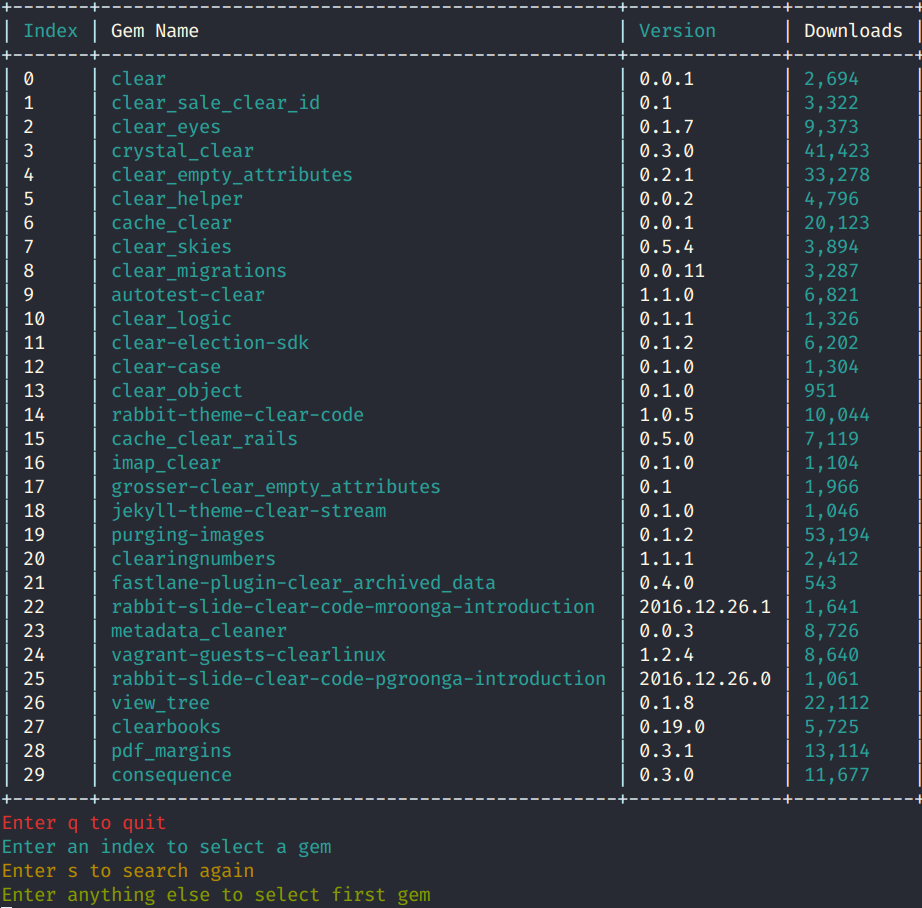 Index Gem Name Version Downloads
0 clear 0.0.1 2,694
1 clear_sale_clear_id 0.1 3,322
2 clear_eyes 0.1.7 9,373
3 crystal_clear 0.3.0 41,423
4 clear_empty_attributes 0.2.1 33,278
5 clear_helper 0.0.2 4,796
6 cache_clear 0.0.1 20,123
7 clear_skies 0.5.4 3,894
8 clear_migrations 0.0.11 3,287
9 autotest-clear 1.1.0 6,821
10 clear_logic 0.1.1 1,326
11 clear-election-sdk 0.1.2 6,202
12 clear-case 0.1.0 1,304
13 clear_object 0.1.0 951
14 rabbit-theme-clear-code 1.0.5 10,044
15 cache_clear_rails 0.5.0 7,119
16 imap_clear 0.1.0 1,104
17 grosser-clear_empty_attributes 0.1 1,966
18 jekyll-theme-clear-stream 0.1.0 1,046
19 purging-images 0.1.2 53,194
20 clearingnumbers 1.1.1 2,412
21 fastlane-plugin-clear_archived_data 0.4.0 543
22 rabbit-slide-clear-code-mroonga-introduction 2016.12.26.1 1,641
23 metadata_cleaner 0.0.3 8,726
24 vagrant-guests-clearlinux 1.2.4 8,640
25 rabbit-slide-clear-code-pgroonga-introduction 2016.12.26.0 1,061
26 view_tree 0.1.8 22,112
27 clearbooks 0.19.0 5,725
28 pdf_margins 0.3.1 13,114
29 consequence 0.3.0 11,677
Enter q to quit
Enter an index to select a gem
Enter s to search again
Enter anything else to select first gem